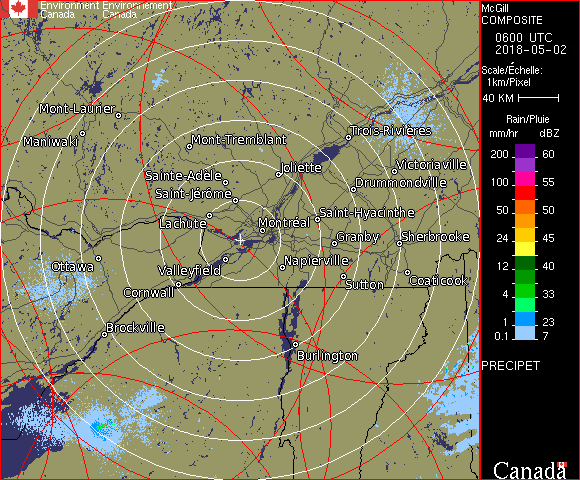 Environment Environnement
Canada Canada
McGill
COMPOSITE
0600 UTC
2018-05-02
Scale/Échelle:
1km/Pixel
40 KM
Rain/Pluie
mm/hr dBZ
200 60
150 57
100 55
50 50
24 45
12 40
4 33
1 23
0.1 7
PRECIPET
Canada
Mont-Laurier
Maniwaki
Mont-Tremblant
Trois-Rivières
Joliette
Victoriaville
Sainte-Adèle
Drummondville
Saint-Jérôme
Lachute
Saint-Hyacinthe
Montréal
Granby
Sherbrooke
Ottawa
Valleyfield
Napierville
Cornwall
Sutton
Coaticook
Brockville
Burlington